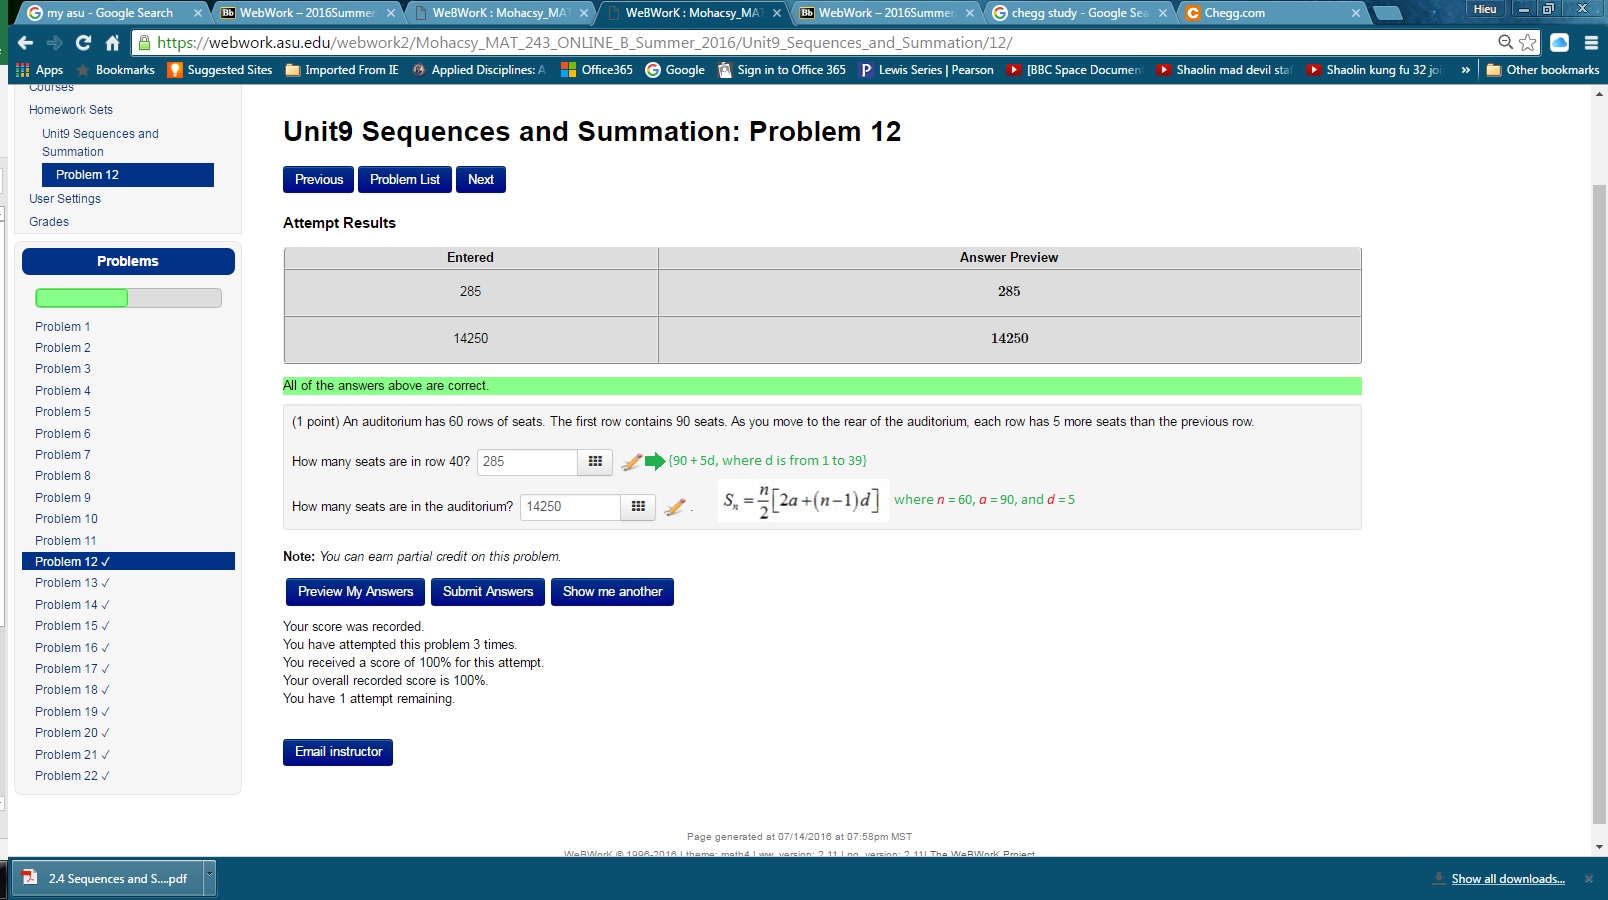 my asu - Google Search
WebWork – 2016Summer
WeBWorK : Mohacsy_MAT
WeBWorK : Mohacsy_MAT
WebWork – 2016Summer
chegg study - Google Sea
Chegg.com
Hieu
https://webwork.asu.edu/webwork2/Mohacsy_MAT_243_ONLINE_B_Summer_2016/Unit9_Sequences_and_Summation/12/
Apps
Bookmarks
Suggested Sites
Imported From IE
Applied Disciplines: A
Office365
Google
Sign in to Office 365
Lewis Series | Pearson
[BBC Space Documen
Shaolin mad devil sta
Shaolin kung fu 32 joi
»
Other bookmarks
Courses
Homework Sets
Unit9 Sequences and
Summation
Problem 12
User Settings
Grades
Problems
Problem 1
Problem 2
Problem 3
Problem 4
Problem 5
Problem 6
Problem 7
Problem 8
Problem 9
Problem 10
Problem 11
Problem 12 ✓
Problem 13 ✓
Problem 14 ✓
Problem 15 ✓
Problem 16 ✓
Problem 17 ✓
Problem 18 ✓
Problem 19 ✓
Problem 20 ✓
Problem 21 ✓
Problem 22 ✓
Unit9 Sequences and Summation: Problem 12
Previous
Problem List
Next
Attempt Results
Entered
Answer Preview
285
285
14250
14250
All of the answers above are correct.
(1 point) An auditorium has 60 rows of seats. The first row contains 90 seats. As you move to the rear of the auditorium, each row has 5 more seats than the previous row.
How many seats are in row 40? 285 {90 + 5d, where d is from 1 to 39}
How many seats are in the auditorium? 14250 . S_n = n/2 [2a + (n−1)d] where n = 60, a = 90, and d = 5
Note: You can earn partial credit on this problem.
Preview My Answers
Submit Answers
Show me another
Your score was recorded.
You have attempted this problem 3 times.
You received a score of 100% for this attempt.
Your overall recorded score is 100%.
You have 1 attempt remaining.
Email instructor
Page generated at 07/14/2016 at 07:58pm MST
WeBWorK © 1996-2016 | theme: math4 | ww_version: 2.11 | pg_version: 2.11| The WeBWorK Project
2.4 Sequences and S....pdf
Show all downloads...